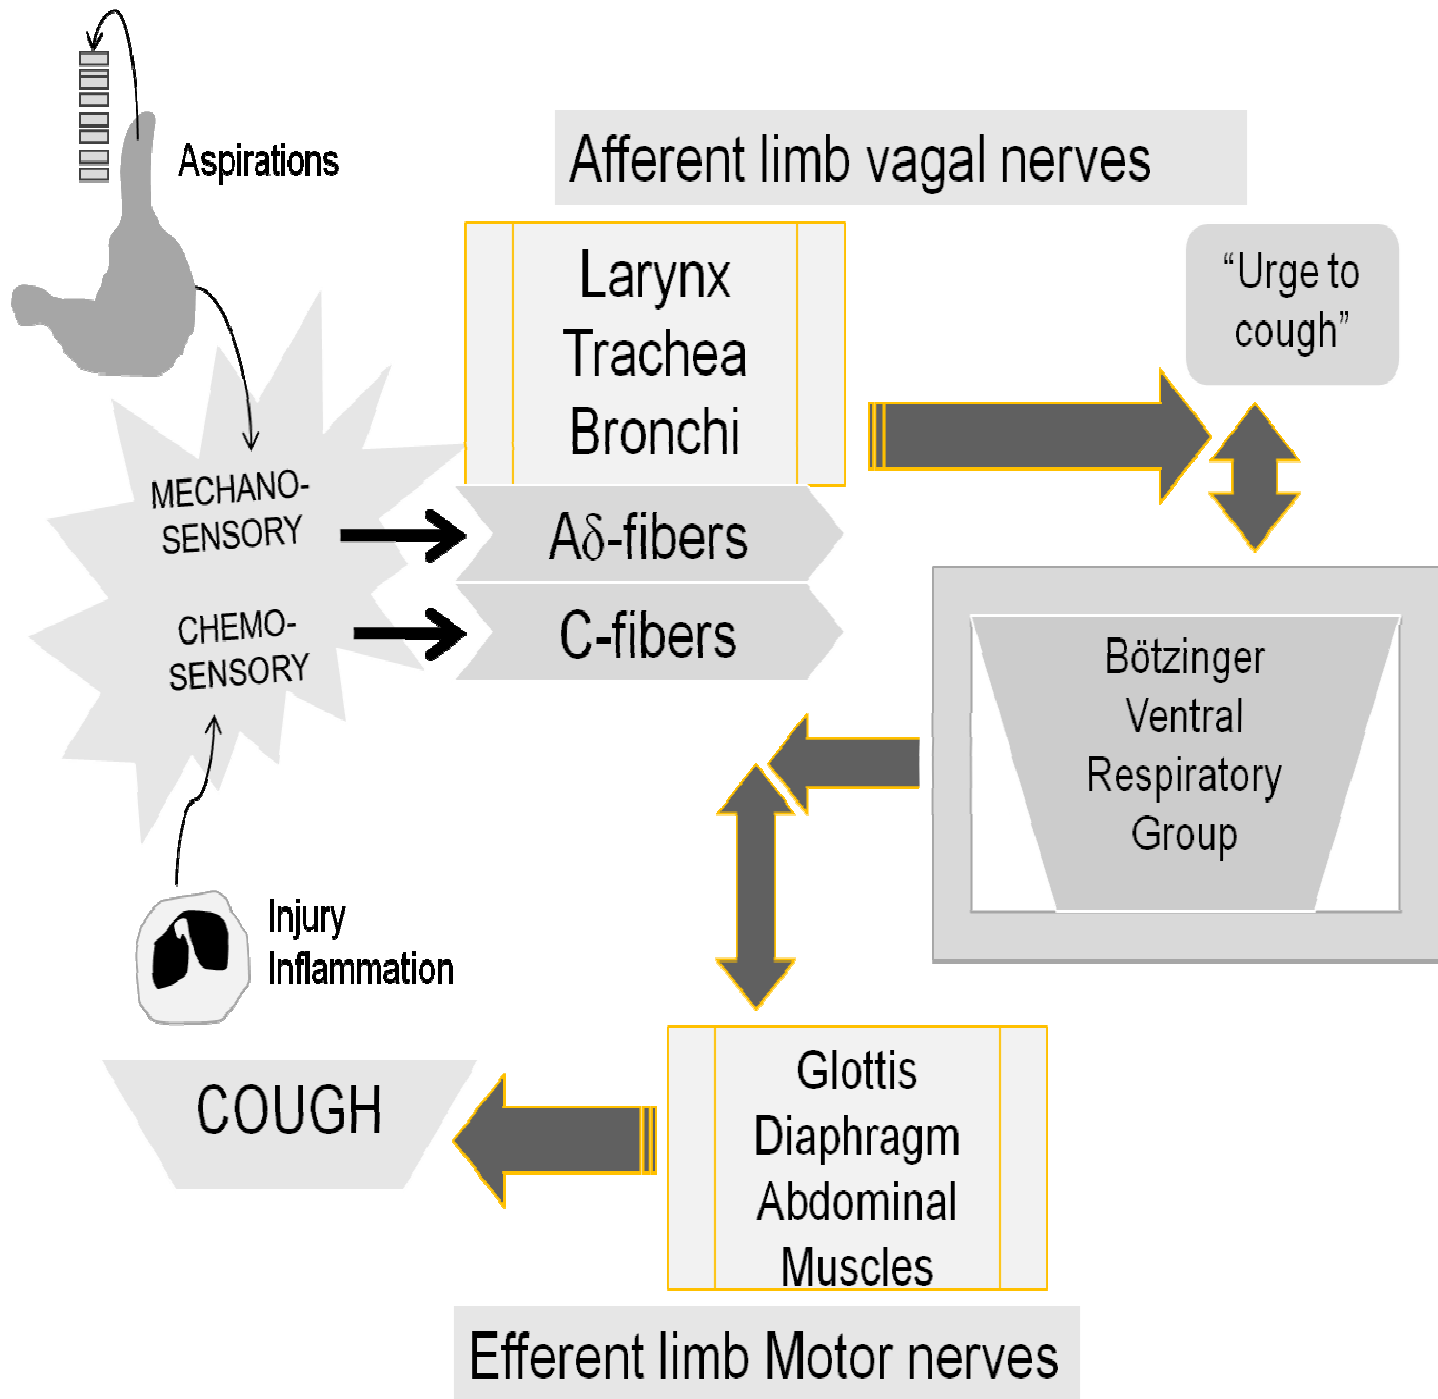 Aspirations
Afferent limb vagal nerves
Larynx
Trachea
Bronchi
“Urge to
cough”
MECHANO-
SENSORY
Aδ-fibers
CHEMO-
SENSORY
C-fibers
Bötzinger
Ventral
Respiratory
Group
Injury
Inflammation
COUGH
Glottis
Diaphragm
Abdominal
Muscles
Efferent limb Motor nerves